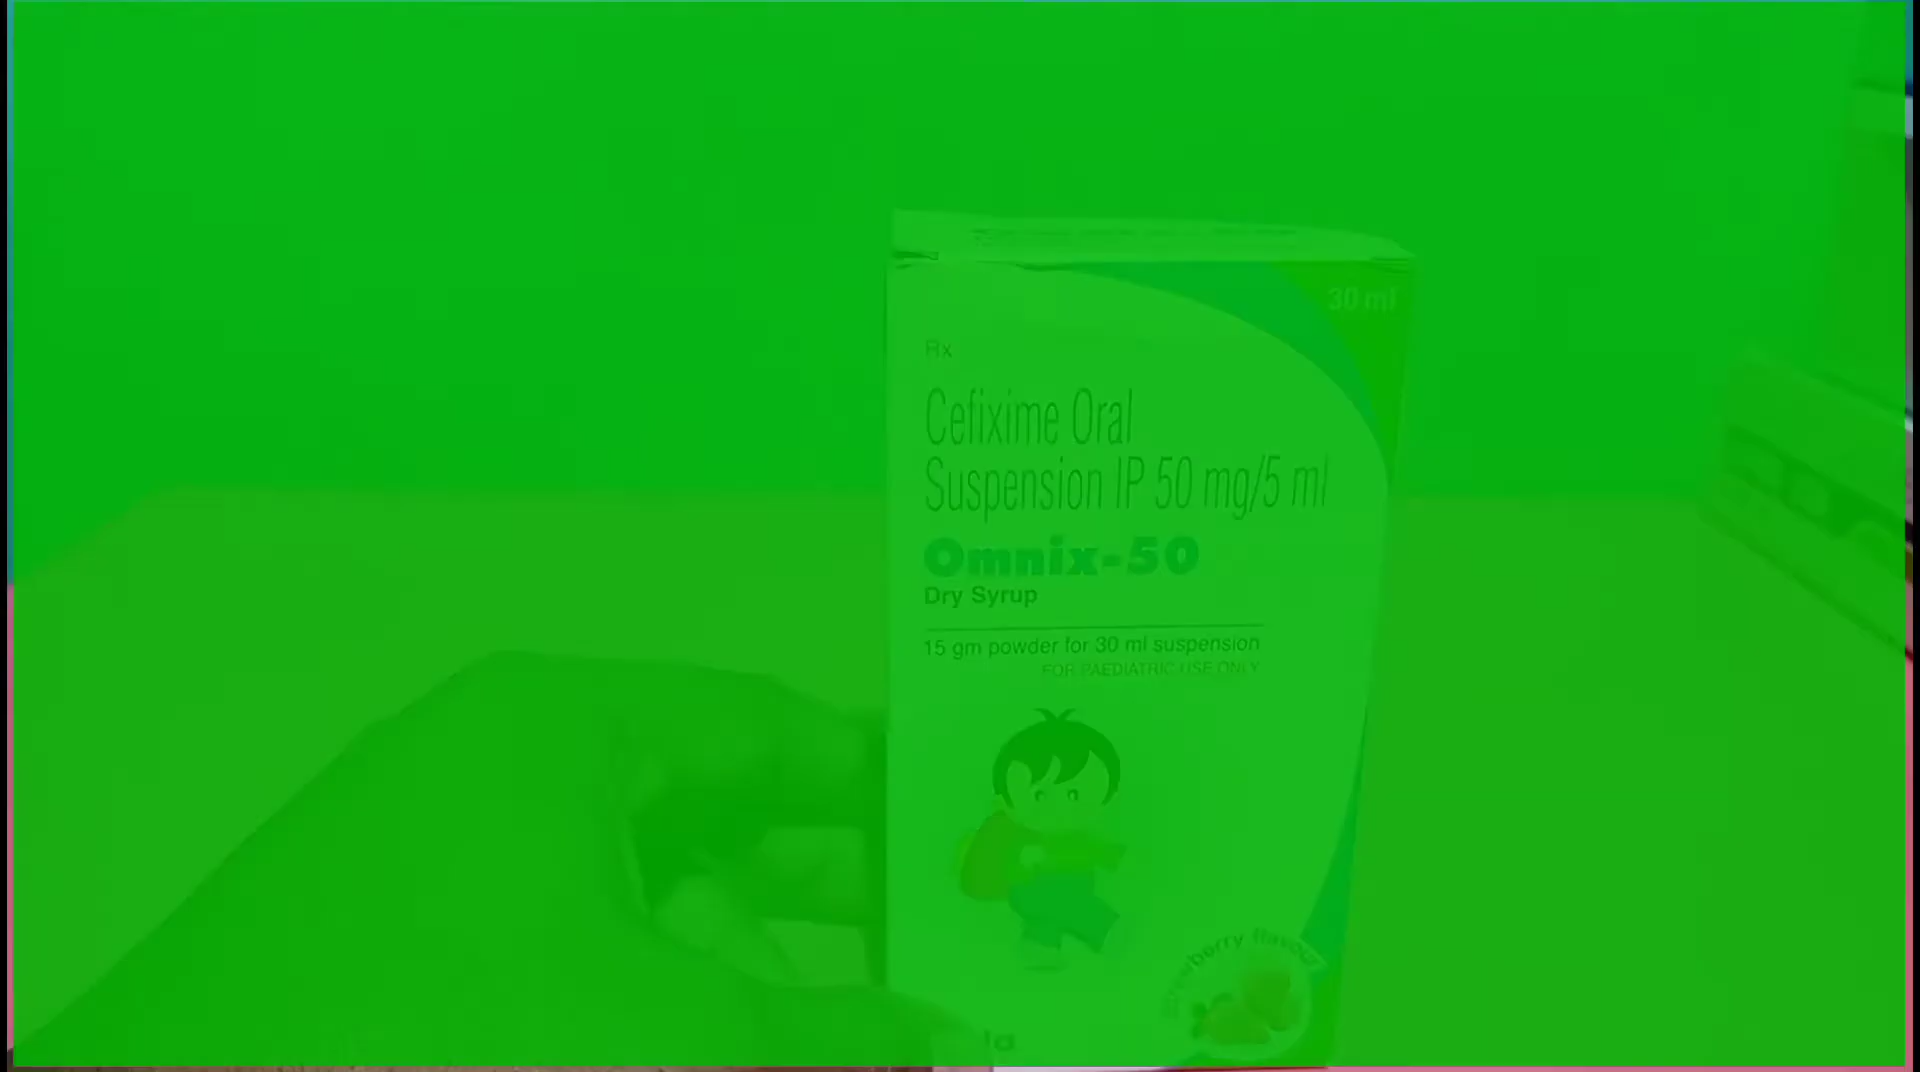 30 ml
Rx
Cefixime Oral
Suspension IP 50 mg/5 ml
Omnix-50
Dry Syrup
15 gm powder for 30 ml suspension
FOR PAEDIATRIC USE ONLY
flavour